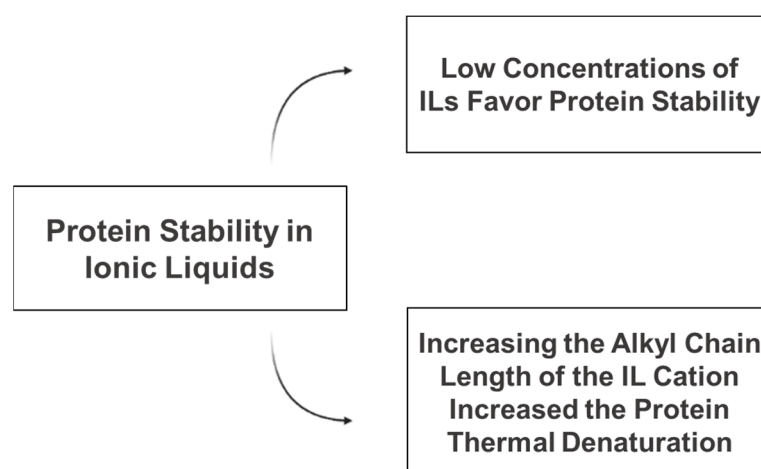 Low Concentrations of
ILs Favor Protein Stability
Protein Stability in
Ionic Liquids
Increasing the Alkyl Chain
Length of the IL Cation
Increased the Protein
Thermal Denaturation